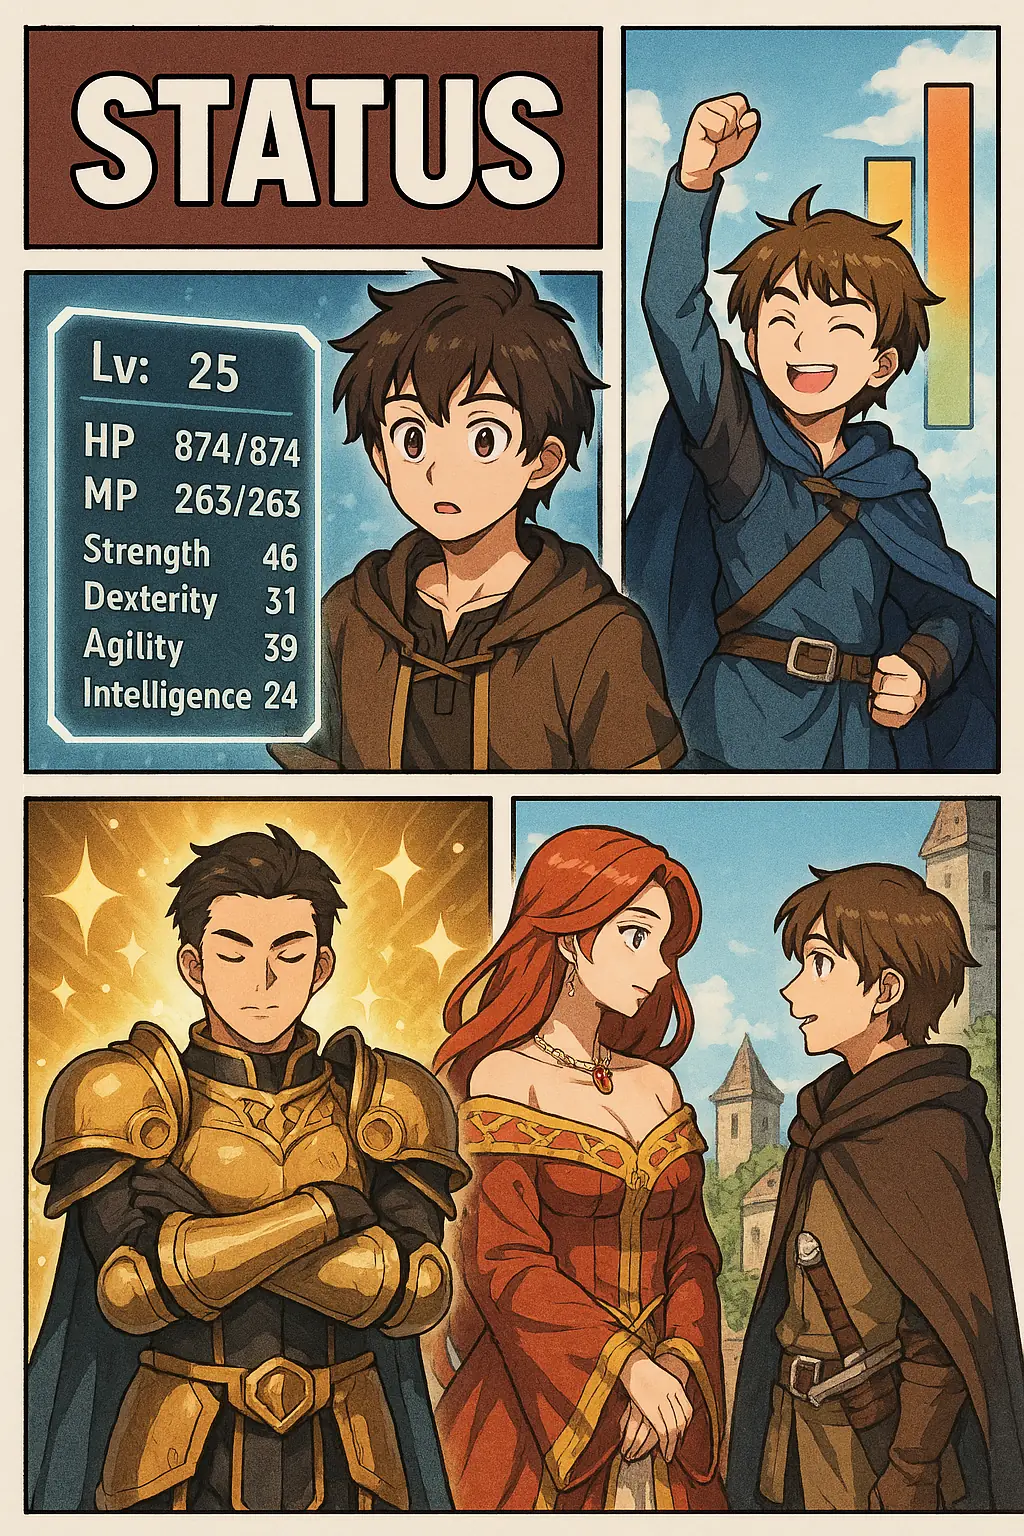 STATUS
Lv: 25
HP 874/874
MP 263/263
Strength 46
Dexterity 31
Agility 39
Intelligence 24